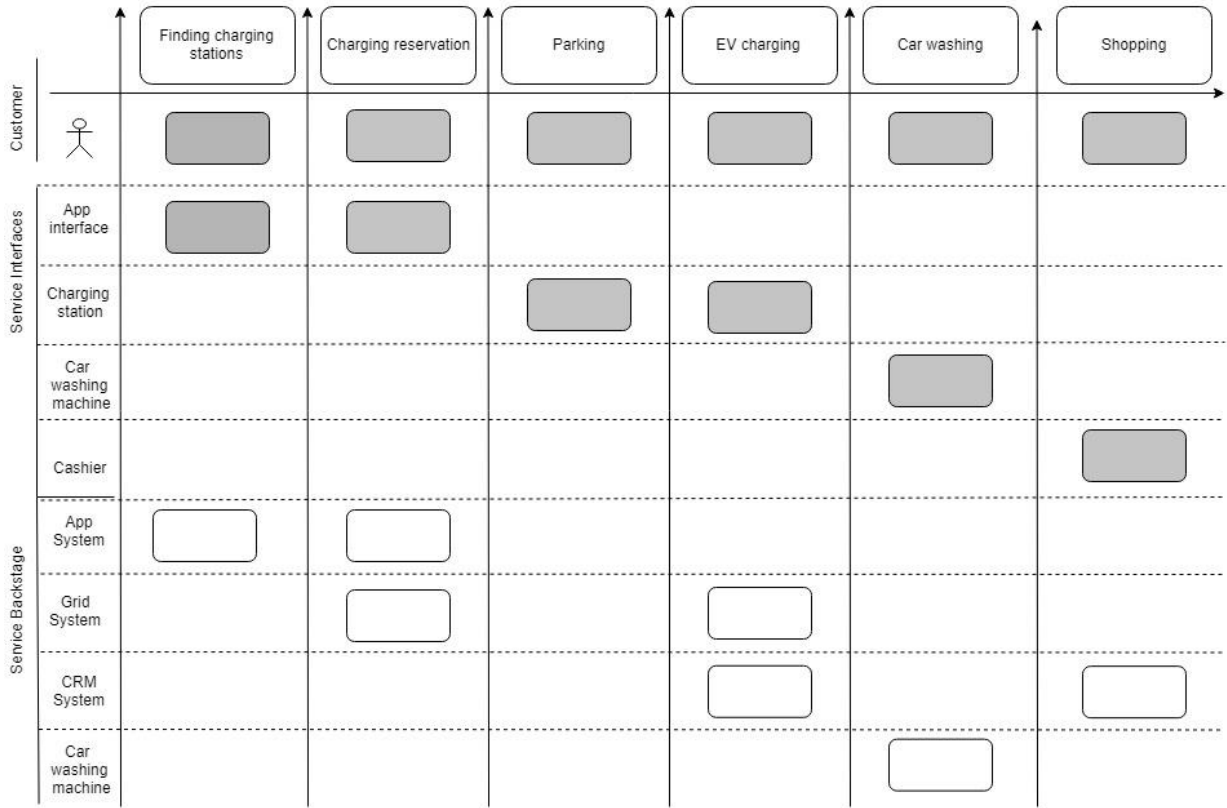 Finding charging
stations
Charging reservation
Parking
EV charging
Car washing
Shopping
Customer
Service Interfaces
App
interface
Charging
station
Car
washing
machine
Cashier
Service Backstage
App
System
Grid
System
CRM
System
Car
washing
machine